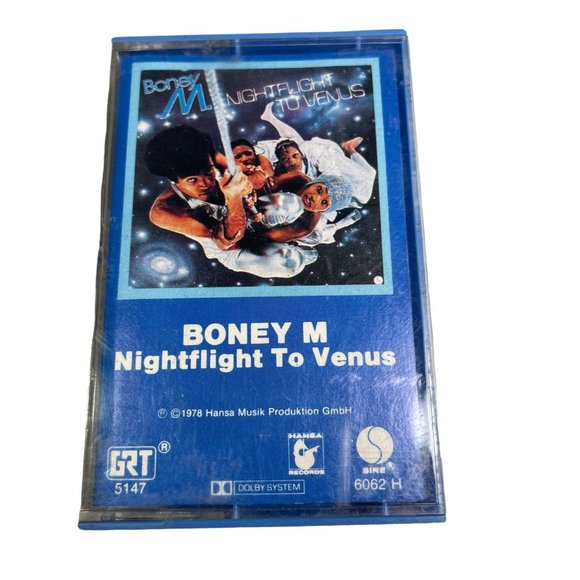 Boney M.
NIGHTFLIGHT
TO VENUS
BONEY M
Nightflight To Venus
℗ ©1978 Hansa Musik Produktion GmbH
GRT®
5147
DOLBY SYSTEM
HANSA
RECORDS
SIRE®
6062 H